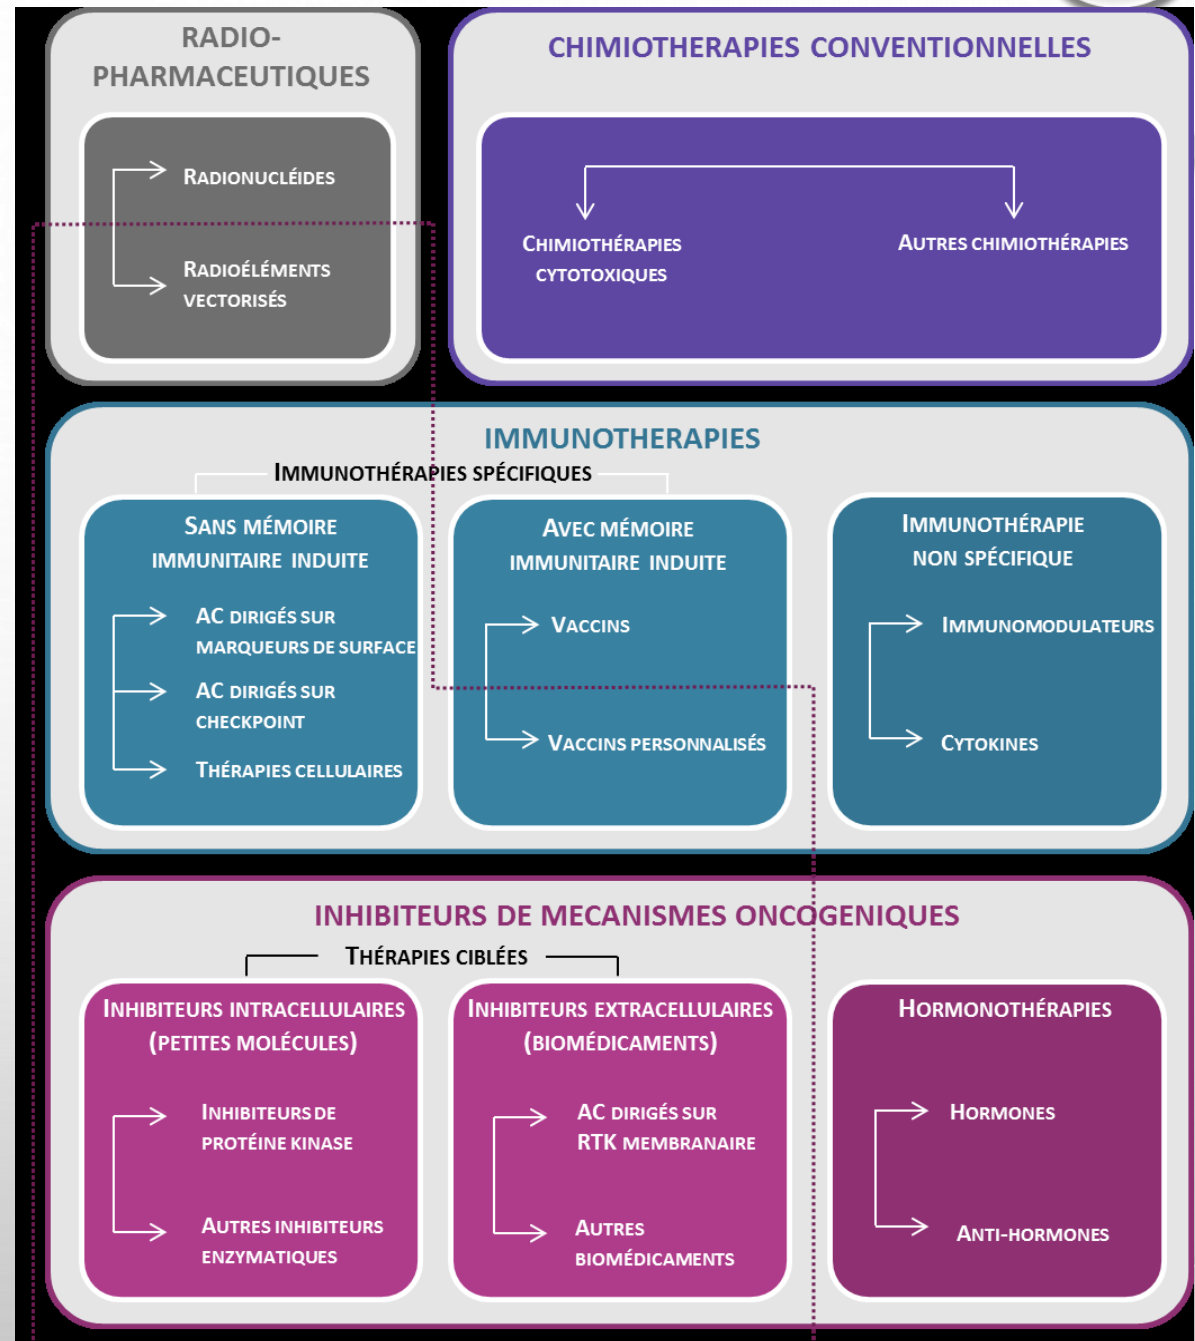 RADIO-
PHARMACEUTIQUES
RADIONUCLÉIDES
RADIOÉLÉMENTS
VECTORISÉS
CHIMIOTHERAPIES CONVENTIONNELLES
CHIMIOTHÉRAPIES
CYTOTOXIQUES
AUTRES CHIMIOTHÉRAPIES
IMMUNOTHERAPIES
IMMUNOTHÉRAPIES SPÉCIFIQUES
SANS MÉMOIRE
IMMUNITAIRE INDUITE
AC DIRIGÉS SUR
MARQUEURS DE SURFACE
AC DIRIGÉS SUR
CHECKPOINT
THÉRAPIES CELLULAIRES
AVEC MÉMOIRE
IMMUNITAIRE INDUITE
VACCINS
VACCINS PERSONNALISÉS
IMMUNOTHÉRAPIE
NON SPÉCIFIQUE
IMMUNOMODULATEURS
CYTOKINES
INHIBITEURS DE MECANISMES ONCOGENIQUES
THÉRAPIES CIBLÉES
INHIBITEURS INTRACELLULAIRES
(PETITES MOLÉCULES)
INHIBITEURS DE
PROTÉINE KINASE
AUTRES INHIBITEURS
ENZYMATIQUES
INHIBITEURS EXTRACELLULAIRES
(BIOMÉDICAMENTS)
AC DIRIGÉS SUR
RTK MEMBRANAIRE
AUTRES
BIOMÉDICAMENTS
HORMONOTHÉRAPIES
HORMONES
ANTI-HORMONES